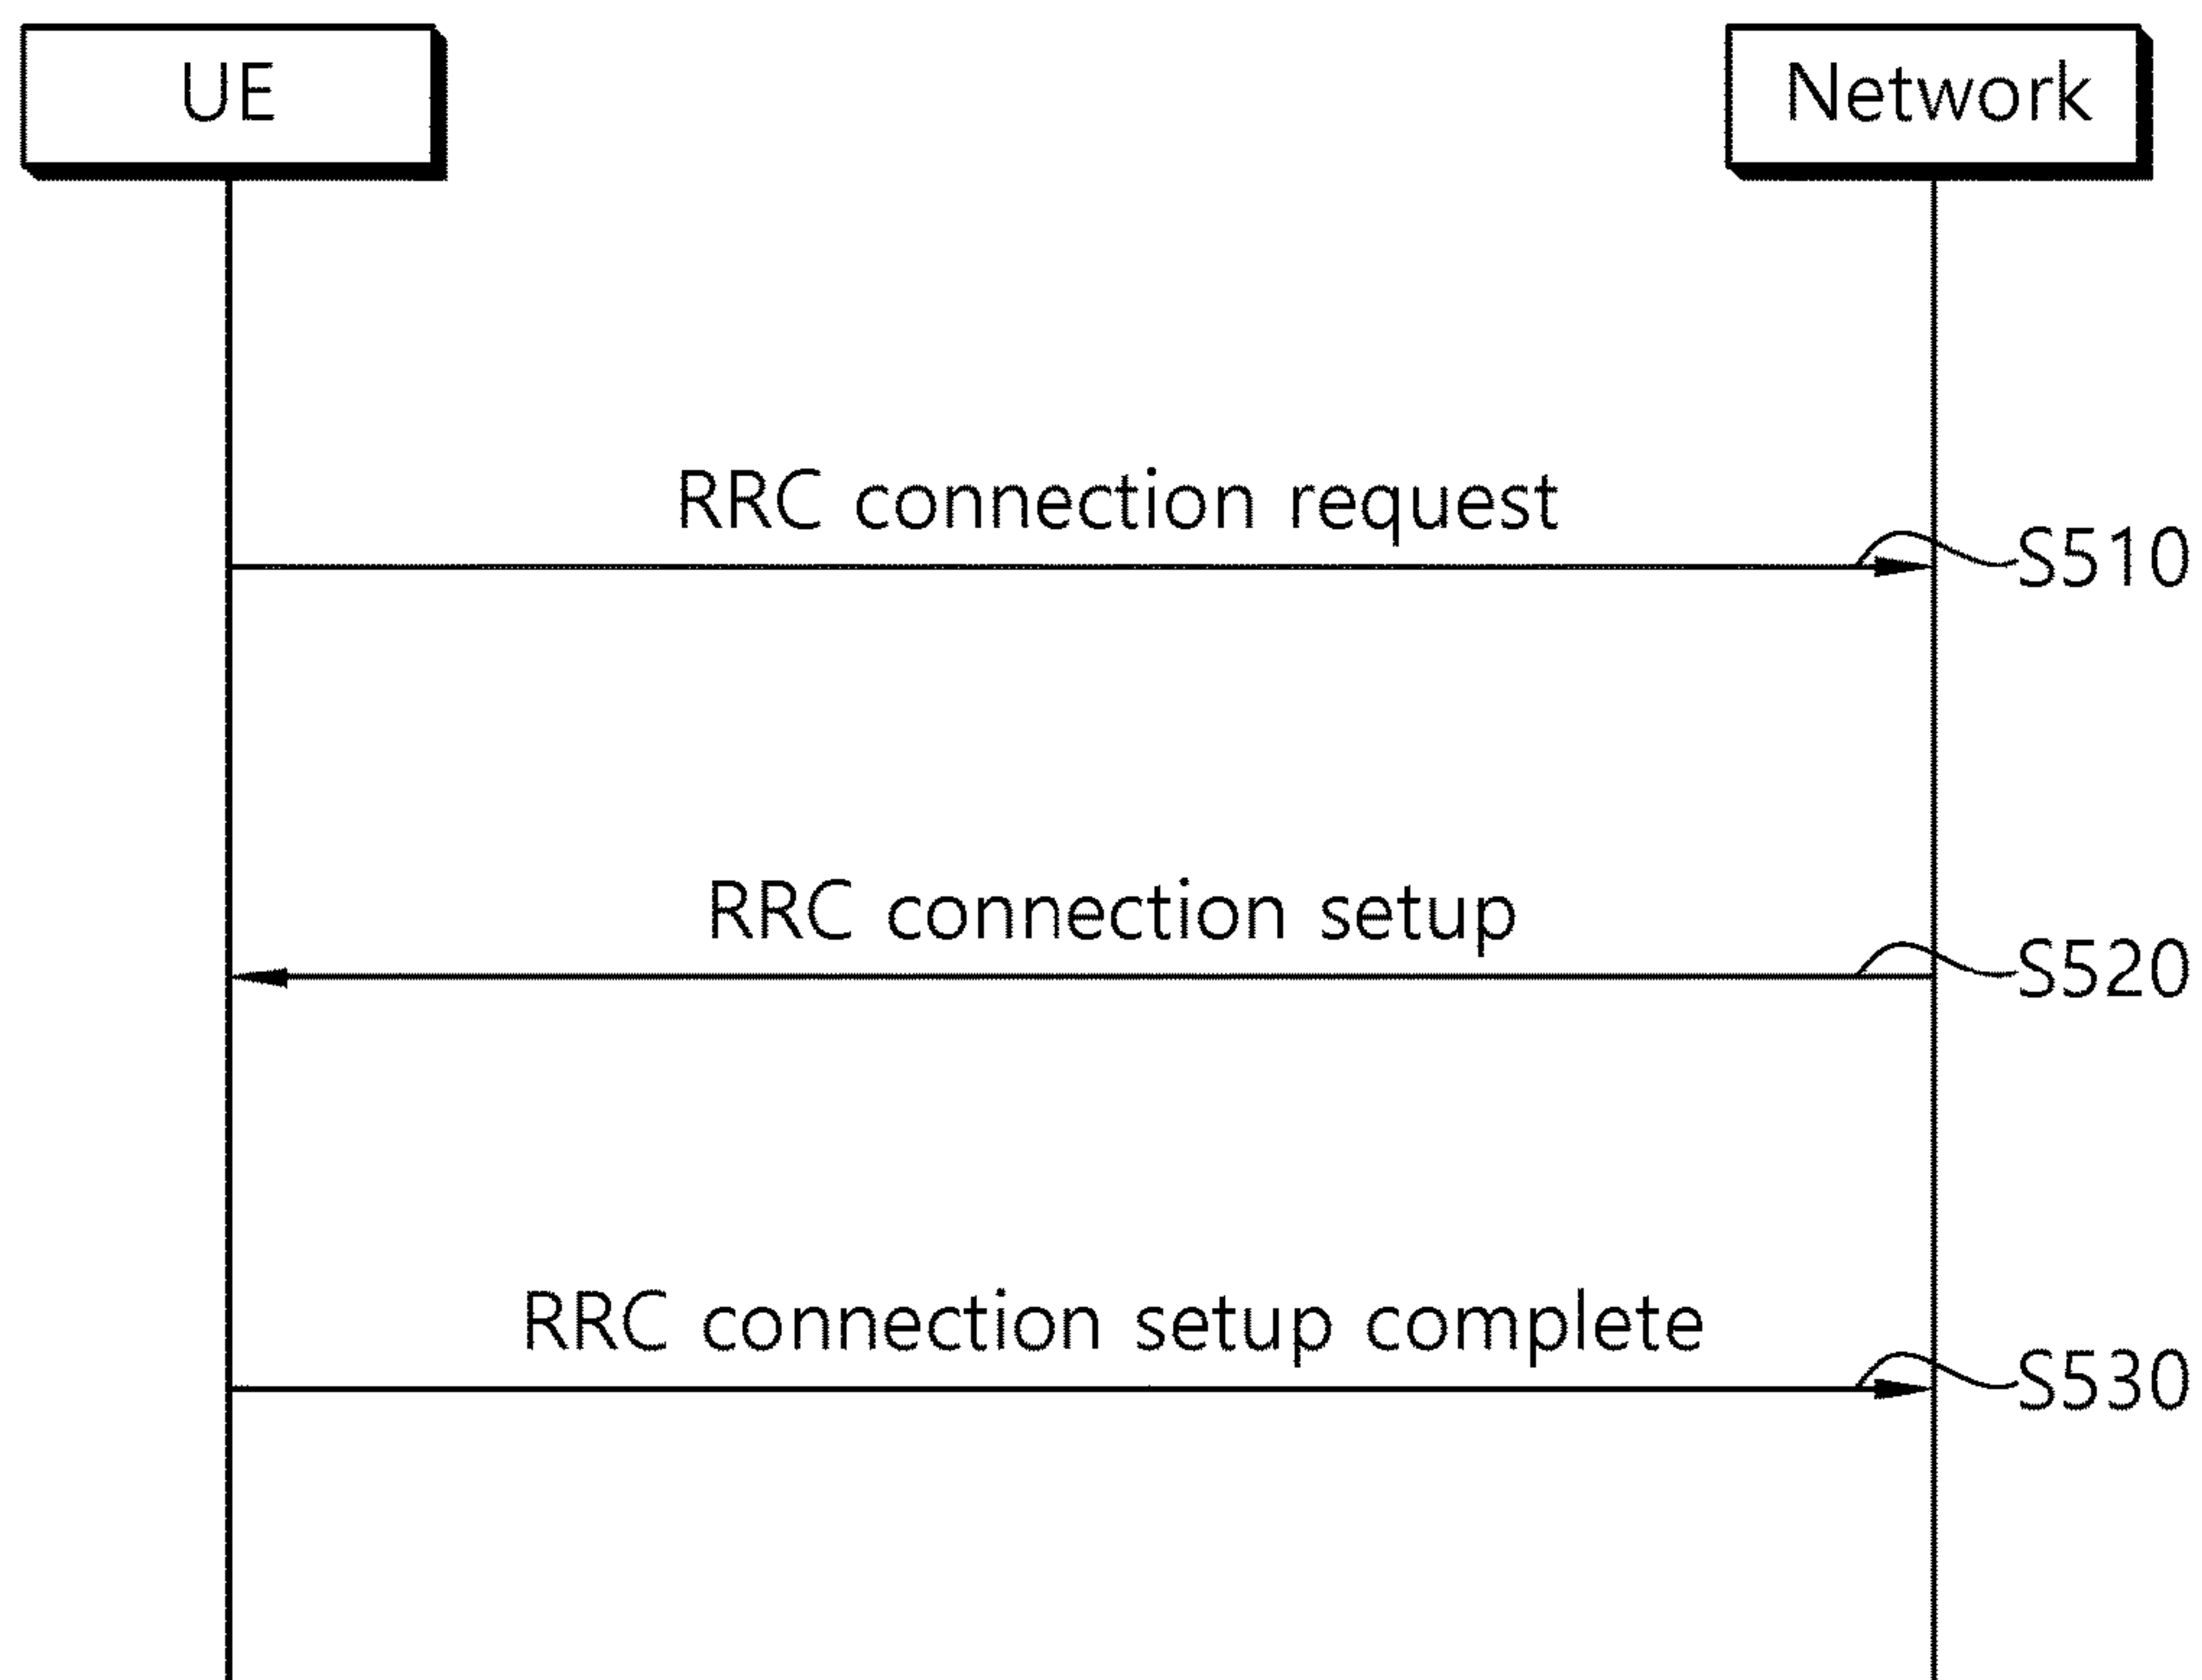 UE
Network
RRC connection request
S510
RRC connection setup
S520
RRC connection setup complete
S530